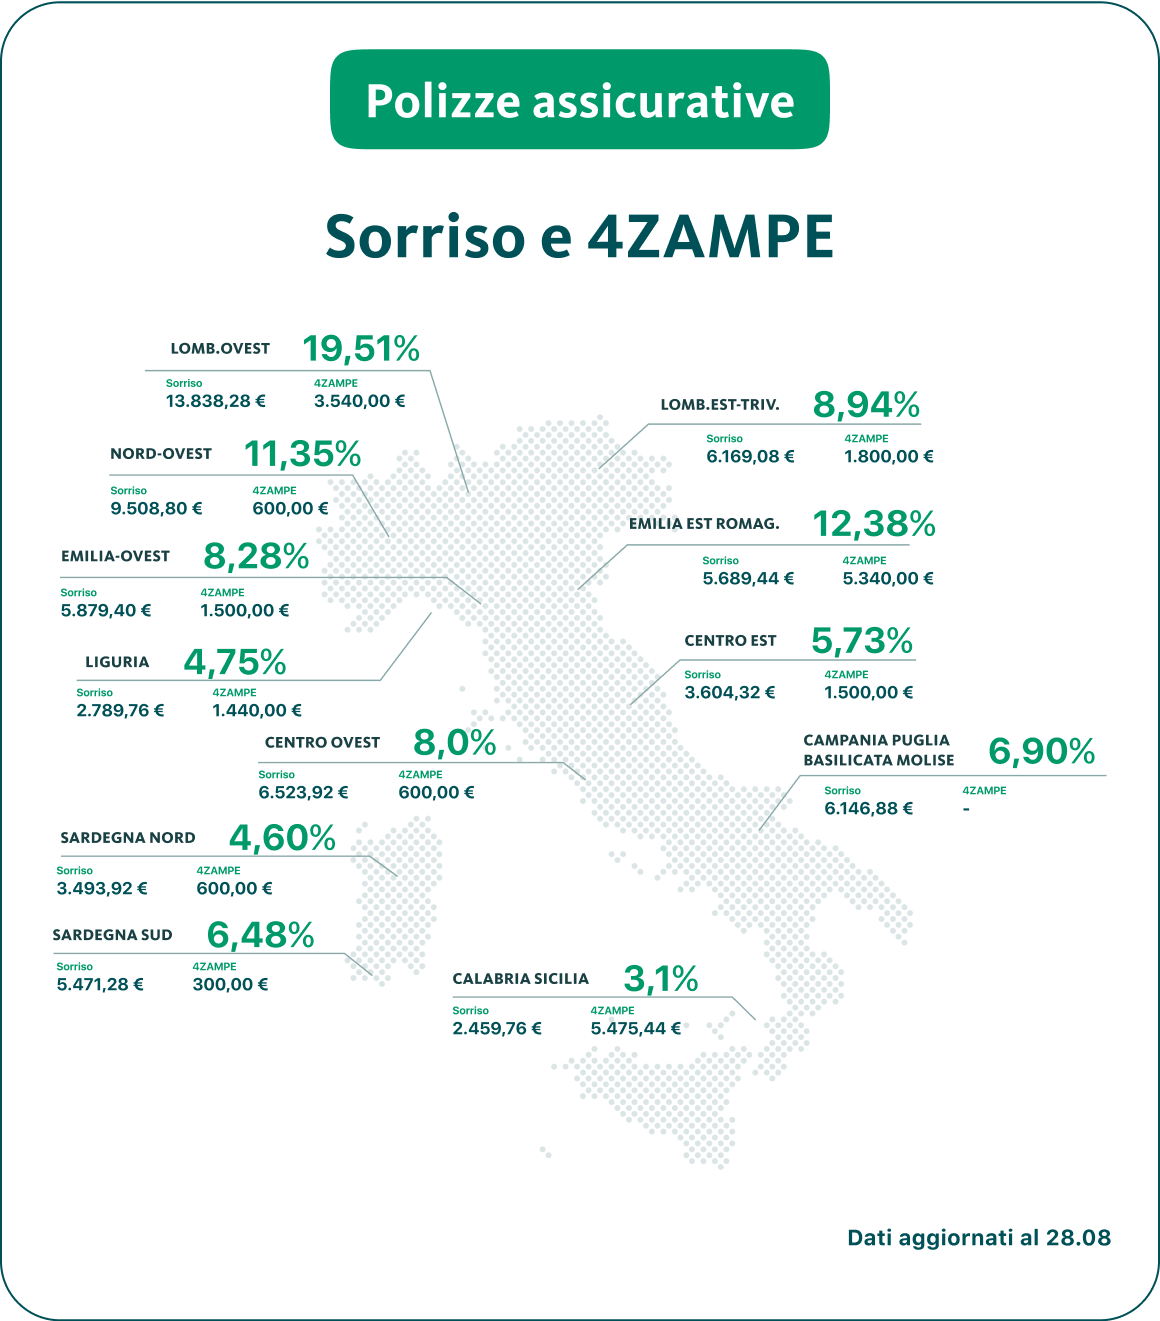 Polizze assicurative
Sorriso e 4ZAMPE
LOMB.OVEST 19,51%
Sorriso 4ZAMPE
13.838,28 € 3.540,00 €
NORD-OVEST 11,35%
Sorriso 4ZAMPE
9.508,80 € 600,00 €
EMILIA-OVEST 8,28%
Sorriso 4ZAMPE
5.879,40 € 1.500,00 €
LIGURIA 4,75%
Sorriso 4ZAMPE
2.789,76 € 1.440,00 €
CENTRO OVEST 8,0%
Sorriso 4ZAMPE
6.523,92 € 600,00 €
SARDEGNA NORD 4,60%
Sorriso 4ZAMPE
3.493,92 € 600,00 €
SARDEGNA SUD 6,48%
Sorriso 4ZAMPE
5.471,28 € 300,00 €
LOMB.EST-TRIV. 8,94%
Sorriso 4ZAMPE
6.169,08 € 1.800,00 €
EMILIA EST ROMAG. 12,38%
Sorriso 4ZAMPE
5.689,44 € 5.340,00 €
CENTRO EST 5,73%
Sorriso 4ZAMPE
3.604,32 € 1.500,00 €
CAMPANIA PUGLIA
BASILICATA MOLISE 6,90%
Sorriso 4ZAMPE
6.146,88 € -
CALABRIA SICILIA 3,1%
Sorriso 4ZAMPE
2.459,76 € 5.475,44 €
Dati aggiornati al 28.08